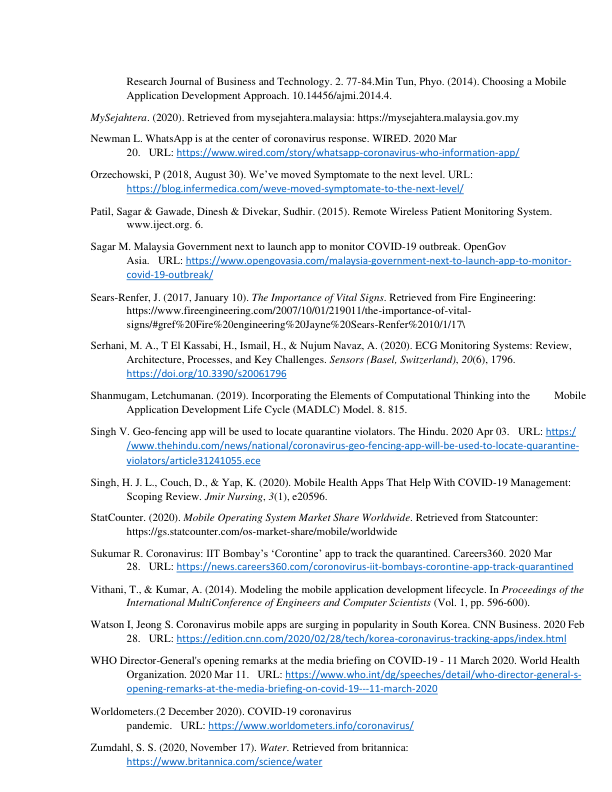 Research Journal of Business and Technology. 2. 77-84.Min Tun, Phyo. (2014). Choosing a Mobile
Application Development Approach. 10.14456/ajmi.2014.4.
MySejahtera. (2020). Retrieved from mysejahtera.malaysia: https://mysejahtera.malaysia.gov.my
Newman L. WhatsApp is at the center of coronavirus response. WIRED. 2020 Mar
20. URL: https://www.wired.com/story/whatsapp-coronavirus-who-information-app/
Orzechowski, P (2018, August 30). We've moved Symptomate to the next level. URL:
https://blog.infermedica.com/weve-moved-symptomate-to-the-next-level/
Patil, Sagar & Gawade, Dinesh & Divekar, Sudhir. (2015). Remote Wireless Patient Monitoring System.
www.iject.org. 6.
Sagar M. Malaysia Government next to launch app to monitor COVID-19 outbreak. OpenGov
Asia. URL: https://www.opengovasia.com/malaysia-government-next-to-launch-app-to-monitor-
covid-19-outbreak/
Sears-Renfer, J. (2017, January 10). The Importance of Vital Signs. Retrieved from Fire Engineering:
https://www.fireengineering.com/2007/10/01/219011/the-importance-of-vital-
signs/#gref%20Fire%20engineering%20Jayne%20Sears-Renfer%2010/1/17\
Serhani, M. A., T El Kassabi, H., Ismail, H., & Nujum Navaz, A. (2020). ECG Monitoring Systems: Review,
Architecture, Processes, and Key Challenges. Sensors (Basel, Switzerland), 20(6), 1796.
https://doi.org/10.3390/s20061796
Shanmugam, Letchumanan. (2019). Incorporating the Elements of Computational Thinking into the Mobile
Application Development Life Cycle (MADLC) Model. 8. 815.
Singh V. Geo-fencing app will be used to locate quarantine violators. The Hindu. 2020 Apr 03. URL: https:/
/www.thehindu.com/news/national/coronavirus-geo-fencing-app-will-be-used-to-locate-quarantine-
violators/article31241055.ece
Singh, H. J. L., Couch, D., & Yap, K. (2020). Mobile Health Apps That Help With COVID-19 Management:
Scoping Review. Jmir Nursing, 3(1), e20596.
StatCounter. (2020). Mobile Operating System Market Share Worldwide. Retrieved from Statcounter:
https://gs.statcounter.com/os-market-share/mobile/worldwide
Sukumar R. Coronavirus: IIT Bombay's 'Corontine' app to track the quarantined. Careers360. 2020 Mar
28. URL: https://news.careers360.com/coronovirus-iit-bombays-corontine-app-track-quarantined
Vithani, T., & Kumar, A. (2014). Modeling the mobile application development lifecycle. In Proceedings of the
International MultiConference of Engineers and Computer Scientists (Vol. 1, pp. 596-600).
Watson I, Jeong S. Coronavirus mobile apps are surging in popularity in South Korea. CNN Business. 2020 Feb
28. URL: https://edition.cnn.com/2020/02/28/tech/korea-coronavirus-tracking-apps/index.html
WHO Director-General's opening remarks at the media briefing on COVID-19 - 11 March 2020. World Health
Organization. 2020 Mar 11. URL: https://www.who.int/dg/speeches/detail/who-director-general-s-
opening-remarks-at-the-media-briefing-on-covid-19---11-march-2020
Worldometers.(2 December 2020). COVID-19 coronavirus
pandemic. URL: https://www.worldometers.info/coronavirus/
Zumdahl, S. S. (2020, November 17). Water. Retrieved from britannica:
https://www.britannica.com/science/water